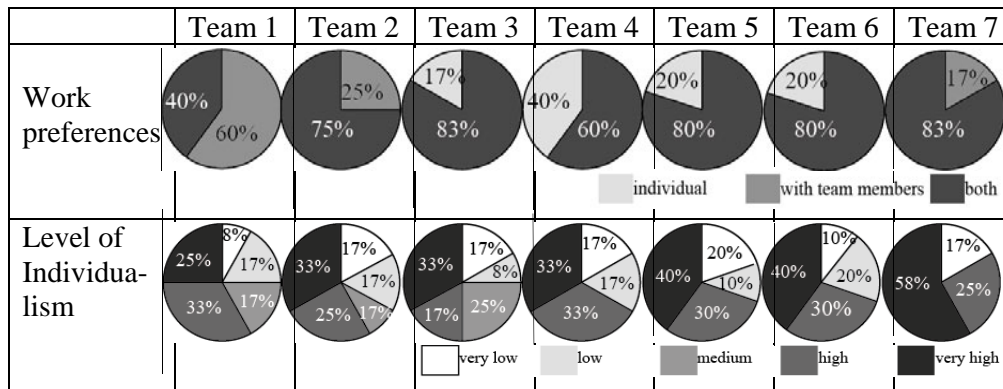 Team 1 Team 2 Team 3 Team 4 Team 5 Team 6 Team 7
Work
preferences
40% 60%
25% 75%
17% 83%
40% 60%
20% 80%
20% 80%
17% 83%
individual with team members both
Level of
Individua-
lism
8% 17% 17% 33% 25%
17% 17% 17% 25% 33%
17% 8% 25% 17% 33%
17% 17% 33% 33%
20% 10% 30% 40%
10% 20% 30% 40%
17% 25% 58%
very low low medium high very high